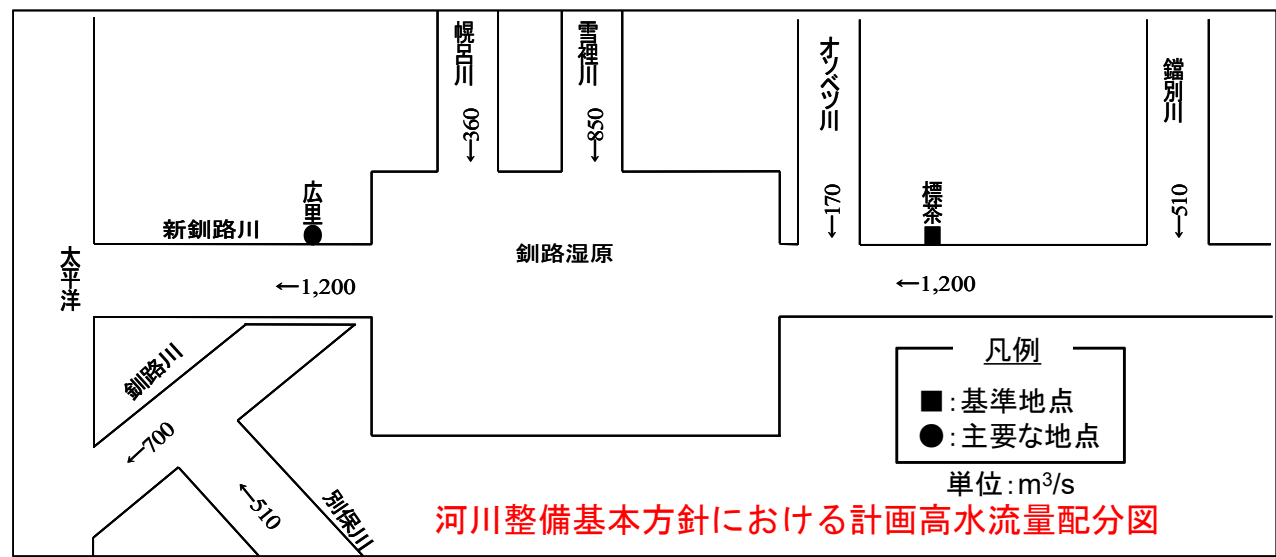 幌呂川
←360
雪裡川
←850
オソベツ川
←170
鐺別川
←510
標茶
広里
新釧路川
釧路湿原
太平洋
←1,200
←1,200
釧路川
←700
←510
別保川
凡例
■：基準地点
●：主要な地点
単位：m³/s
河川整備基本方針における計画高水流量配分図